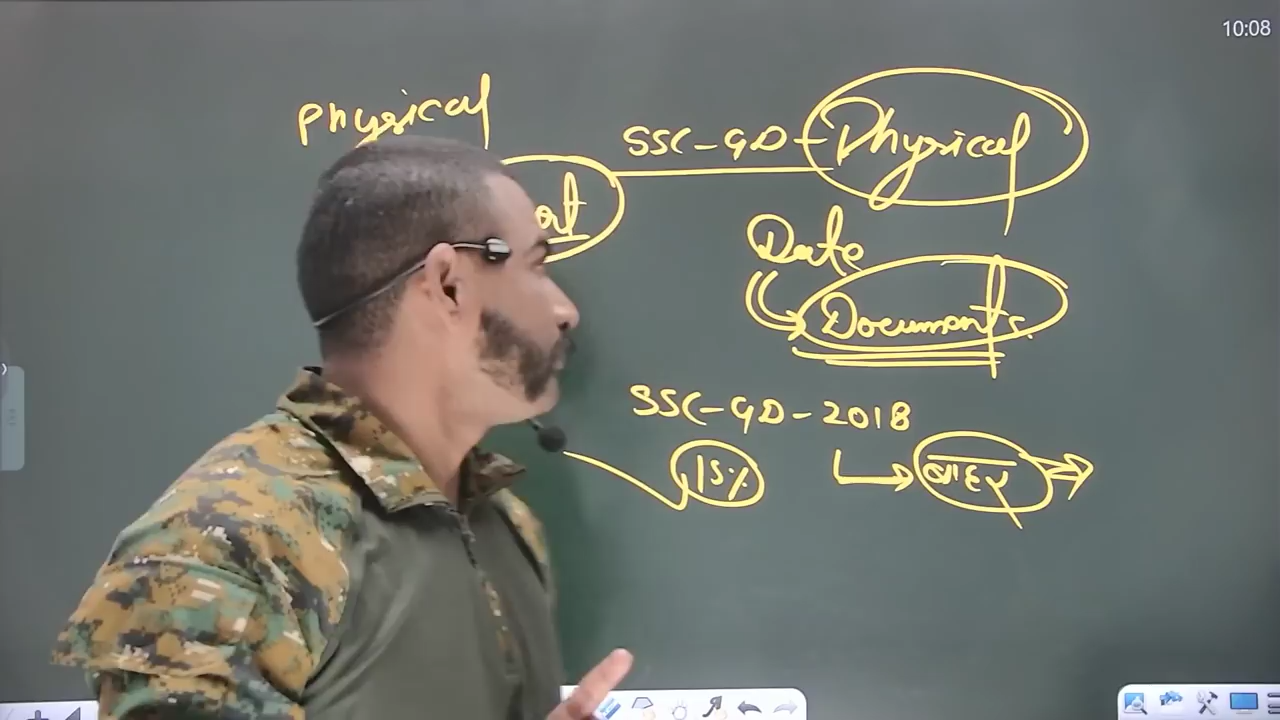 10:08
Physical
SSC-GD-Physical
Date
Documents
SSC-GD-2018
15%